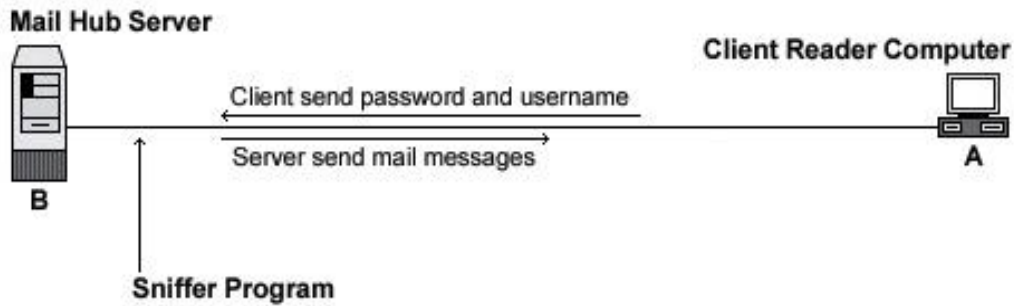 Mail Hub Server
Client Reader Computer
Client send password and username
Server send mail messages
A
B
Sniffer Program